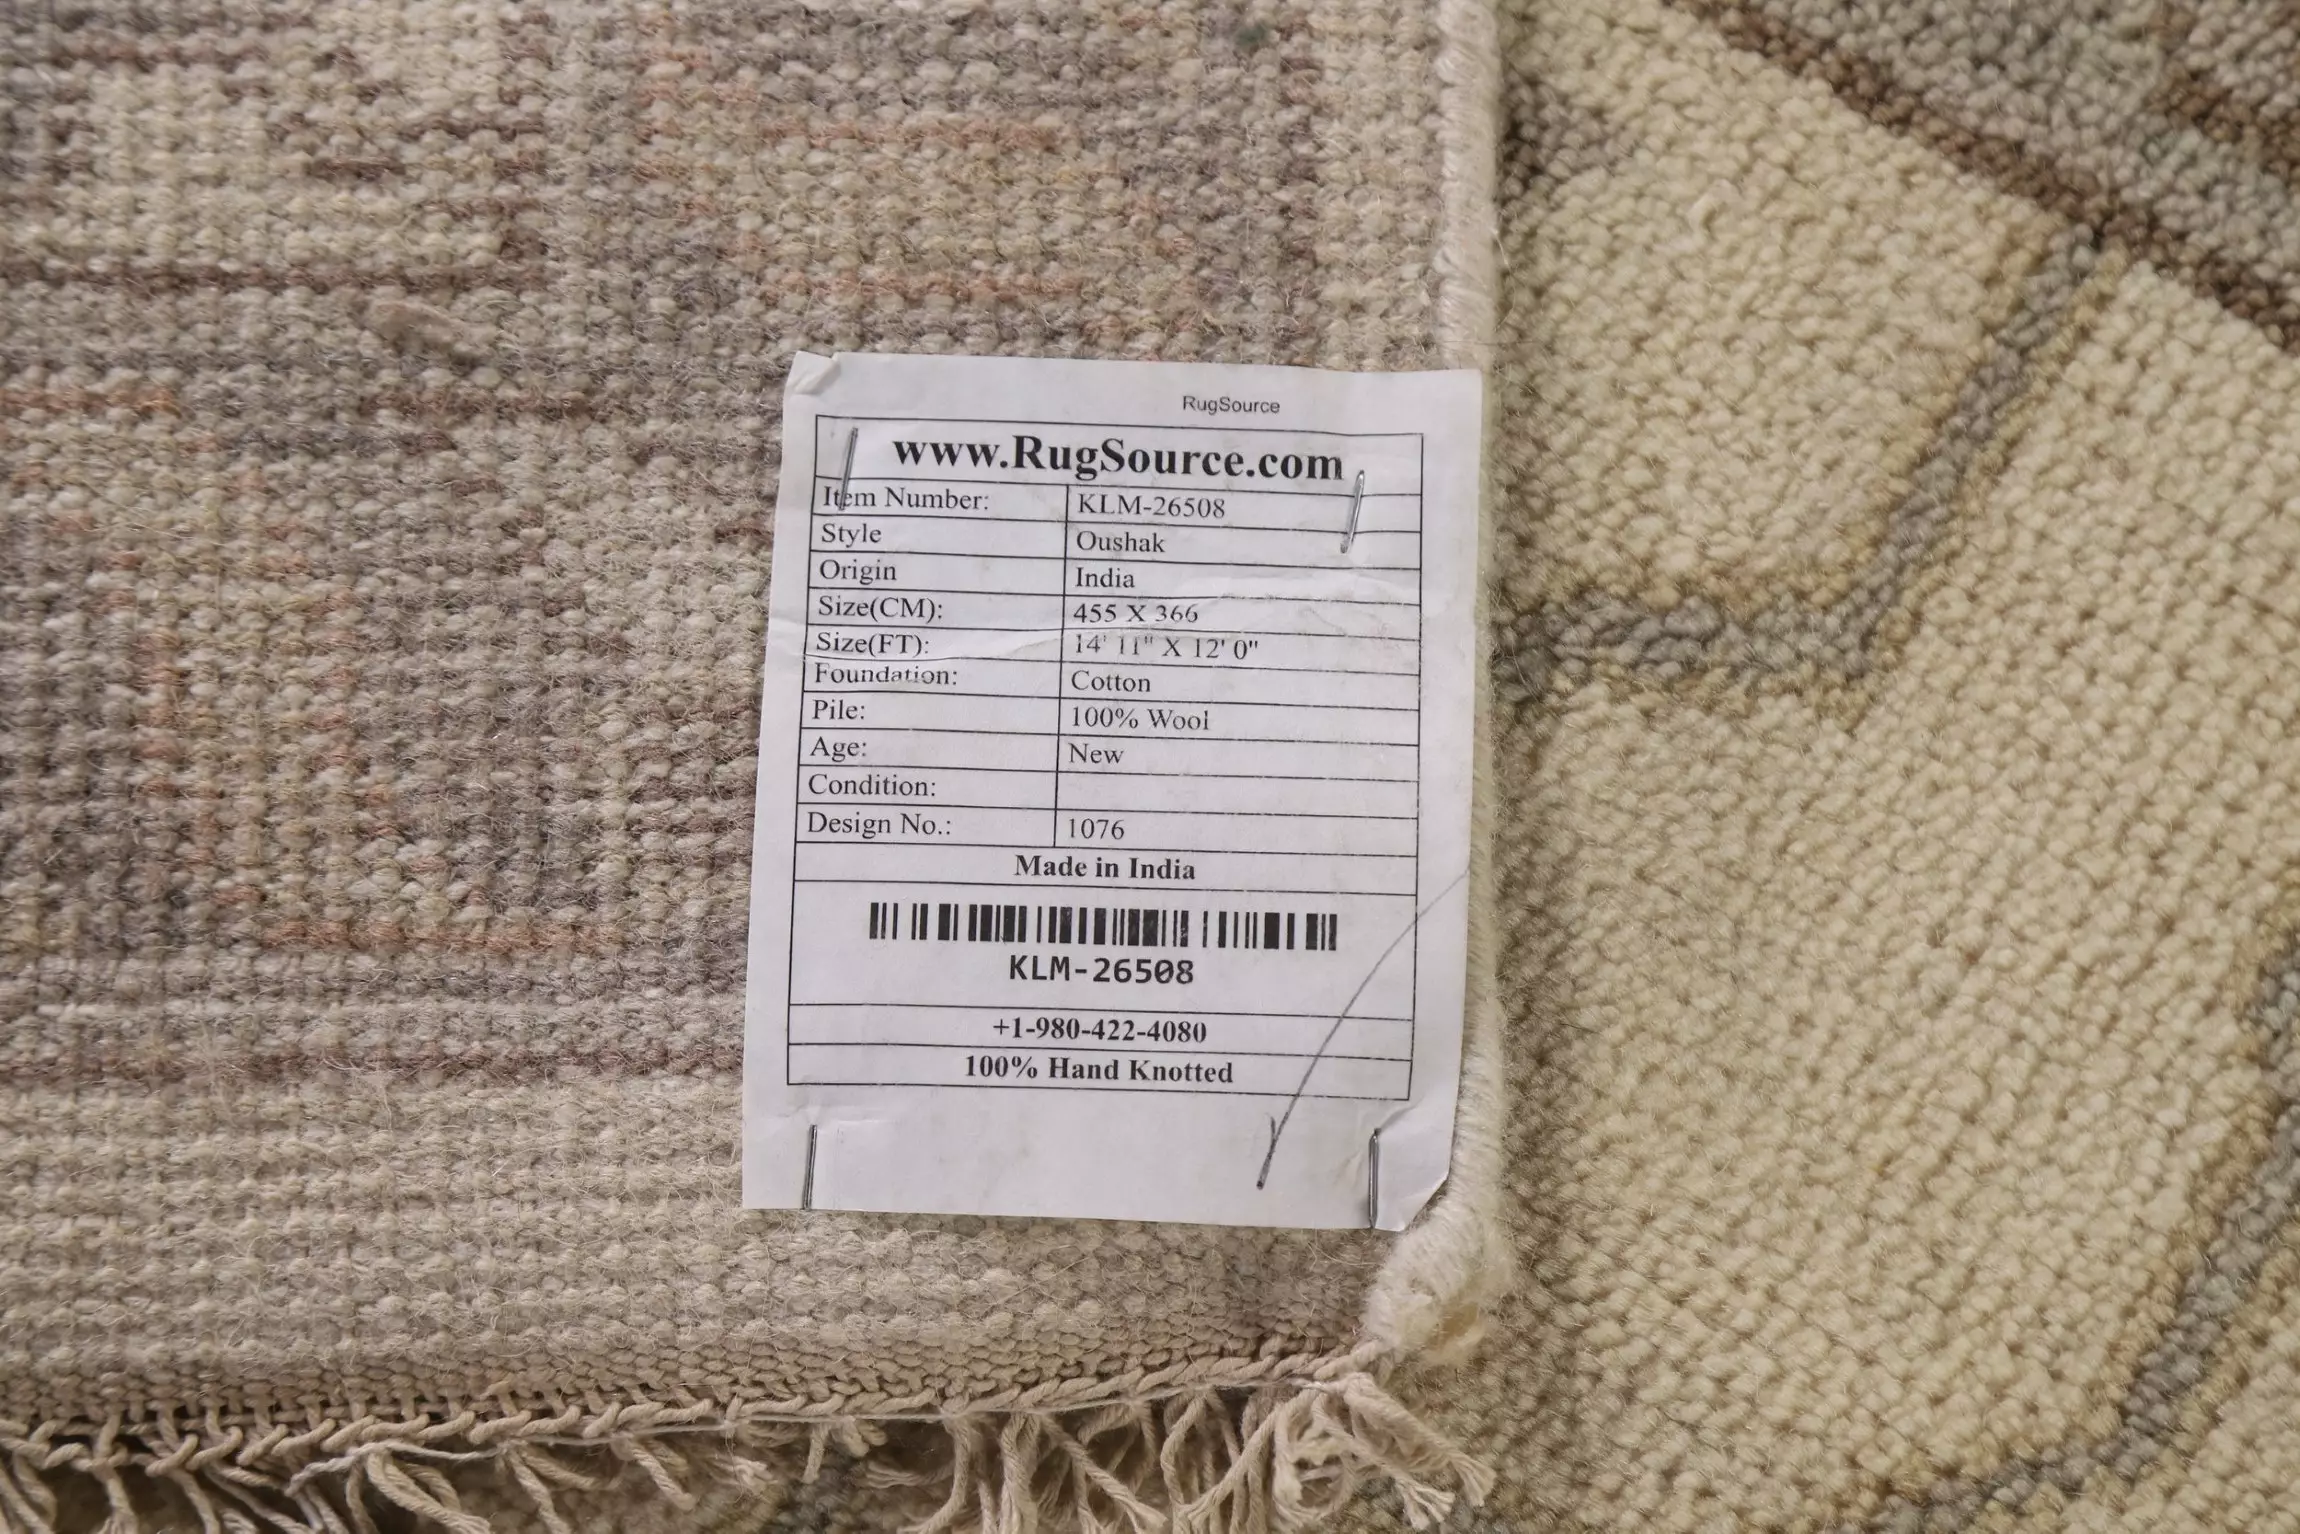 RugSource
www.RugSource.com
Item Number: KLM-26508
Style Oushak
Origin India
Size(CM): 455 X 366
Size(FT): 14' 11" X 12' 0"
Foundation: Cotton
Pile: 100% Wool
Age: New
Condition:
Design No.: 1076
Made in India
KLM-26508
+1-980-422-4080
100% Hand Knotted